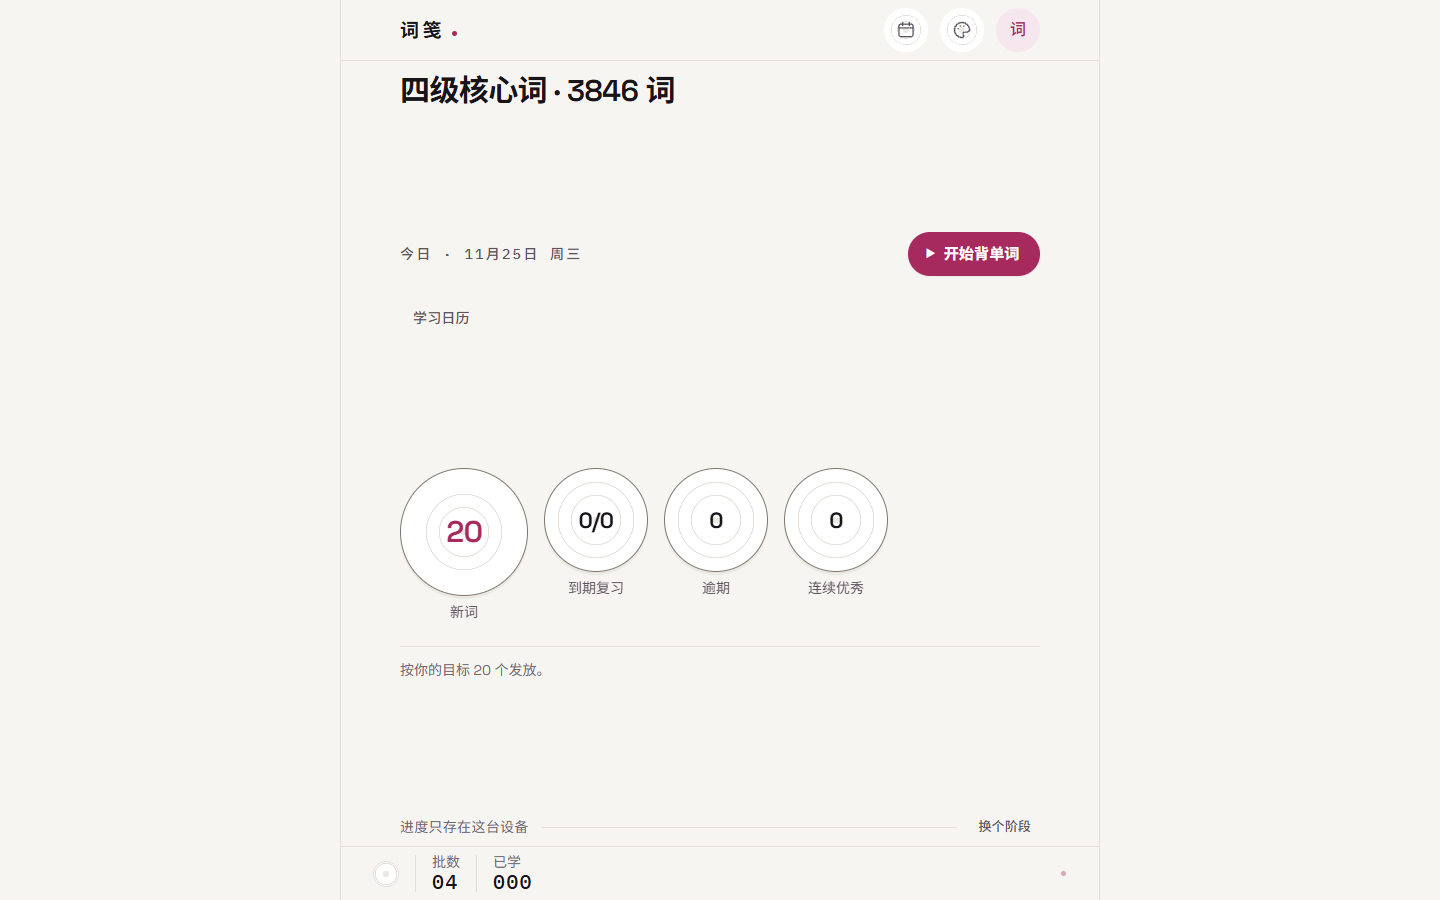 词笺
词
四级核心词 · 3846 词
今日 · 11月25日 周三
开始背单词
学习日历
20
新词
0/0
到期复习
0
逾期
0
连续优秀
按你的目标 20 个发放。
进度只存在这台设备
换个阶段
批数
04
已学
000